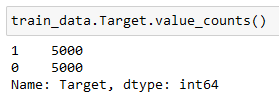 train_data.Target.value_counts()
1    5000
0    5000
Name: Target, dtype: int64